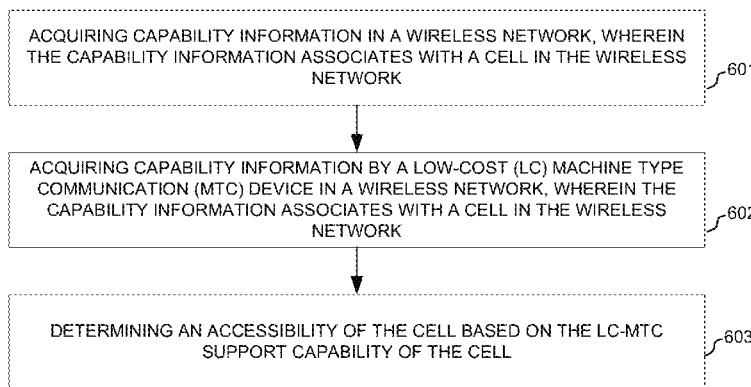 ACQUIRING CAPABILITY INFORMATION IN A WIRELESS NETWORK, WHEREIN
THE CAPABILITY INFORMATION ASSOCIATES WITH A CELL IN THE WIRELESS
NETWORK
601
ACQUIRING CAPABILITY INFORMATION BY A LOW-COST (LC) MACHINE TYPE
COMMUNICATION (MTC) DEVICE IN A WIRELESS NETWORK, WHEREIN THE
CAPABILITY INFORMATION ASSOCIATES WITH A CELL IN THE WIRELESS
NETWORK
602
DETERMINING AN ACCESSIBILITY OF THE CELL BASED ON THE LC-MTC
SUPPORT CAPABILITY OF THE CELL
603